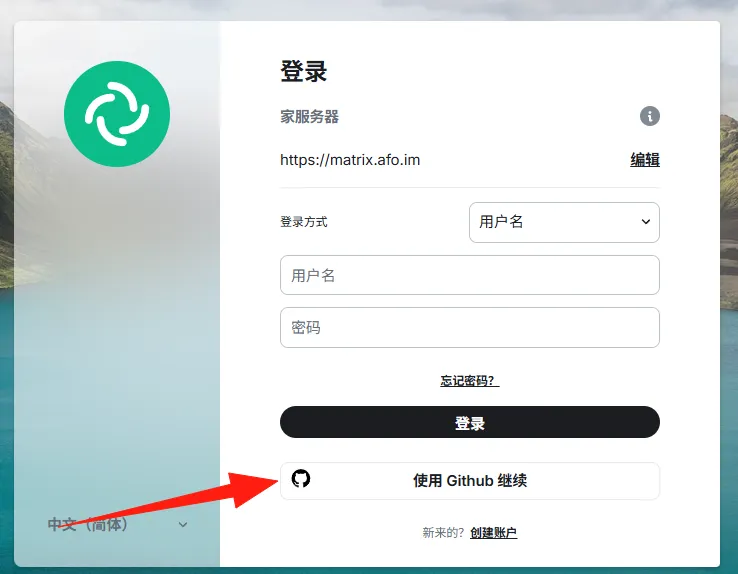 登录
家服务器
https://matrix.afo.im 编辑
登录方式 用户名
用户名
密码
忘记密码？
登录
使用 Github 继续
中文（简体）
新来的？创建账户